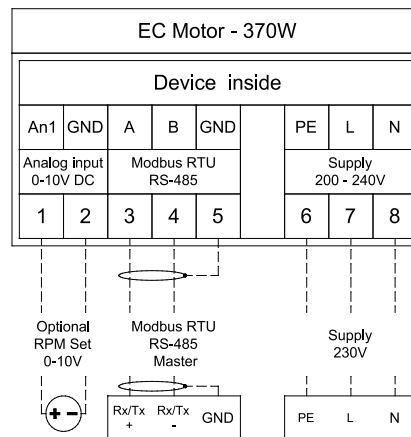 EC Motor - 370W
Device inside
An1 GND A B GND PE L N
Analog input Modbus RTU Supply
0-10V DC RS-485 200 - 240V
1 2 3 4 5 6 7 8
Optional Modbus RTU Supply
RPM Set RS-485 230V
0-10V Master
+ - Rx/Tx Rx/Tx GND PE L N
+ -